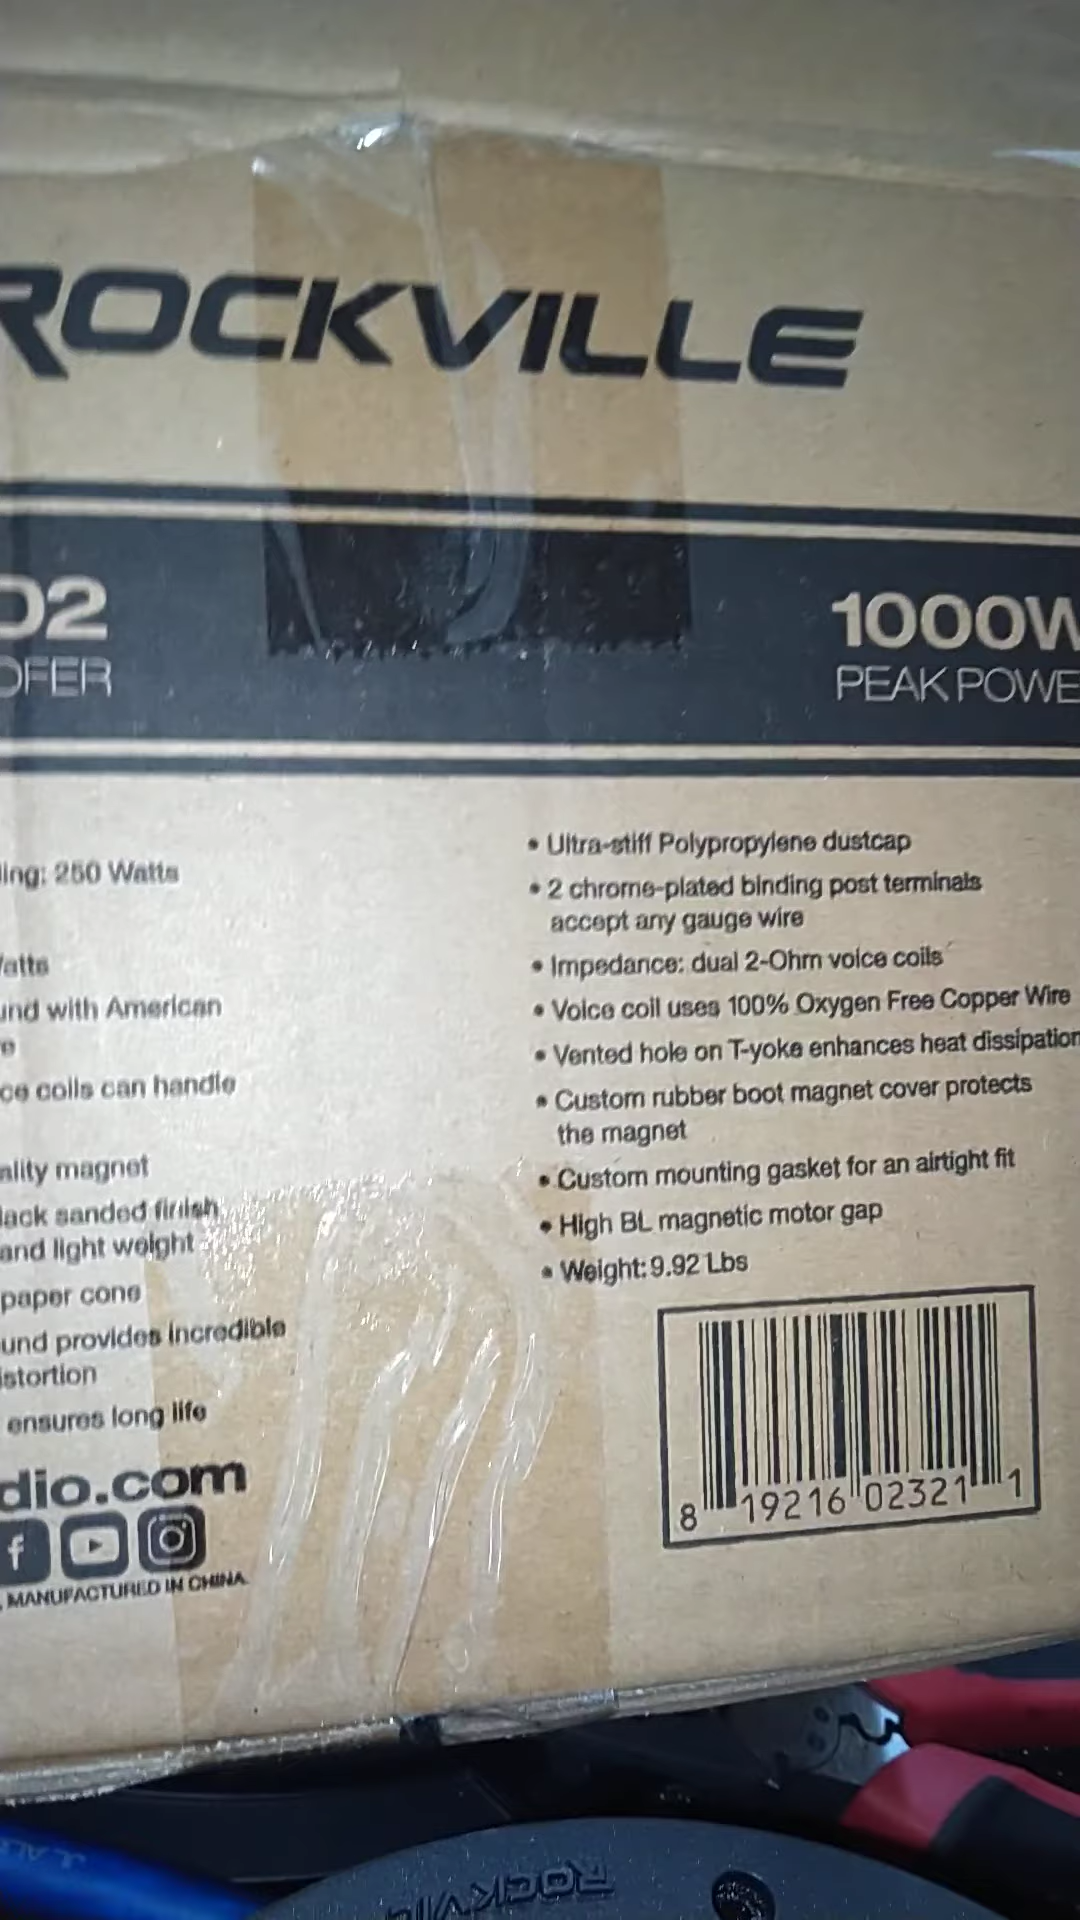 ROCKVILLE
D2
OFER
1000W
PEAK POWE
ling: 250 Watts
Vatts
und with American
e
ce coils can handle
ality magnet
lack sanded finish
and light weight
paper cone
und provides incredible
istortion
ensures long life
dio.com
MANUFACTURED IN CHINA
• Ultra-stiff Polypropylene dustcap
• 2 chrome-plated binding post terminals
accept any gauge wire
• Impedance: dual 2-Ohm voice coils
• Voice coil uses 100% Oxygen Free Copper Wire
• Vented hole on T-yoke enhances heat dissipation
• Custom rubber boot magnet cover protects
the magnet
• Custom mounting gasket for an airtight fit
• High BL magnetic motor gap
• Weight: 9.92 Lbs
8 19216 02321 1
ROCKVIL